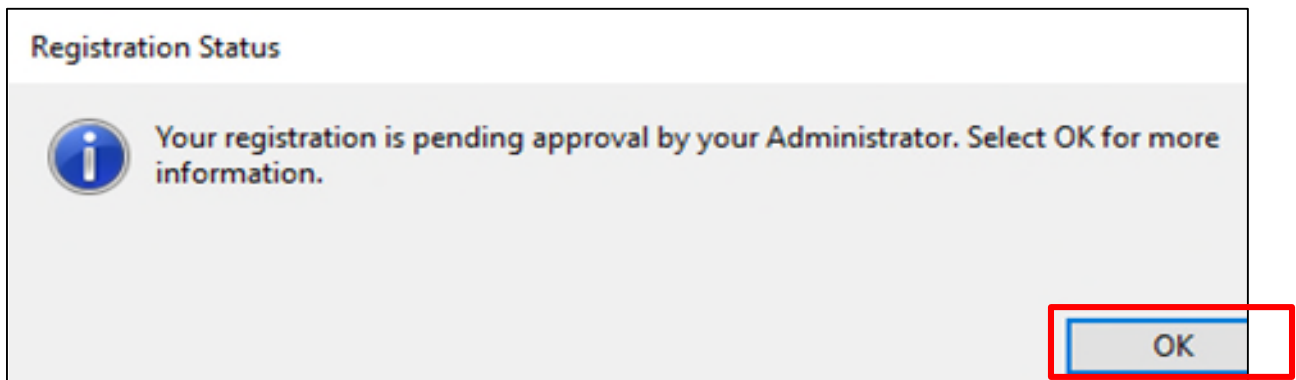 Registration Status
Your registration is pending approval by your Administrator. Select OK for more
information.
OK